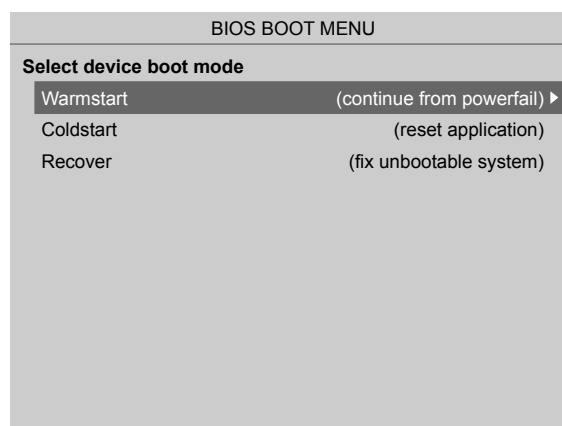 BIOS BOOT MENU
Select device boot mode
Warmstart (continue from powerfail)
Coldstart (reset application)
Recover (fix unbootable system)